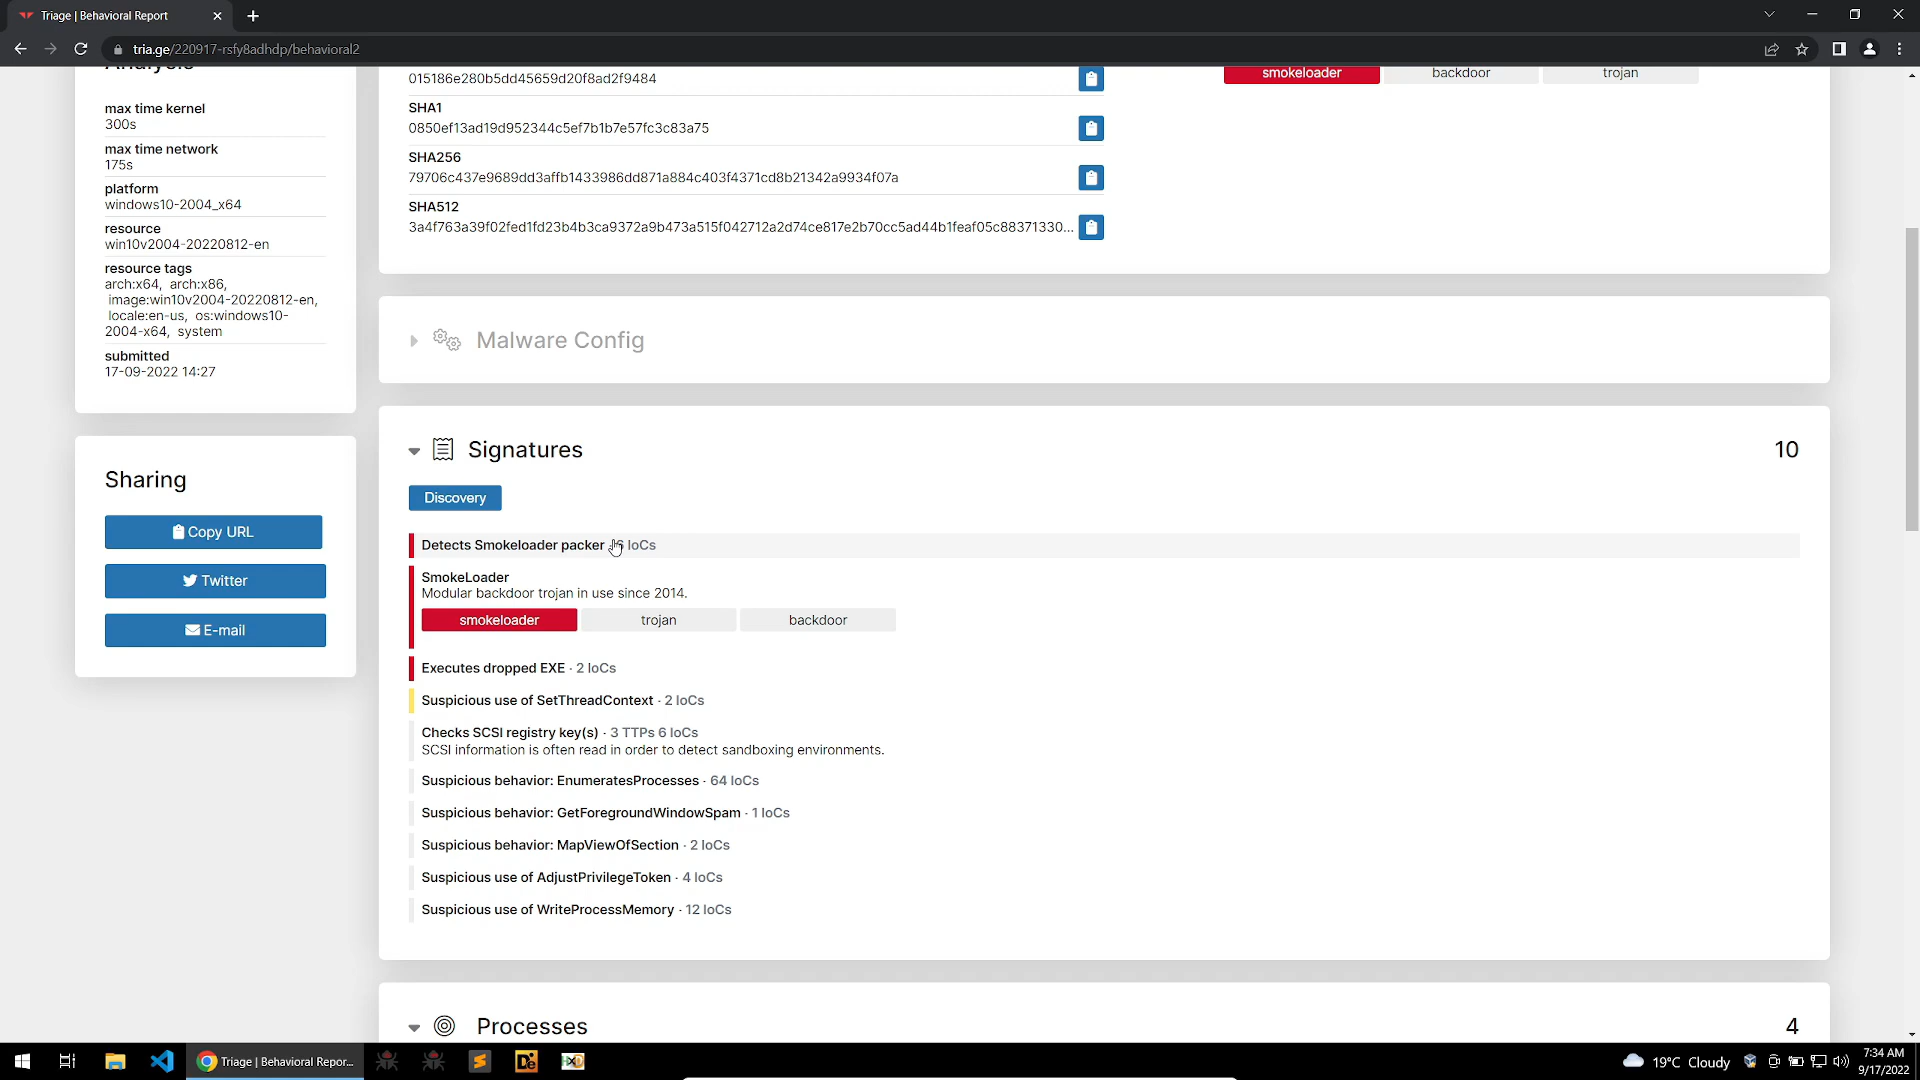 Triage | Behavioral Report
tria.ge/220917-rsfy8adhdp/behavioral2
Analysis
max time kernel
300s
max time network
175s
platform
windows10-2004_x64
resource
win10v2004-20220812-en
resource tags
arch:x64, arch:x86,
image:win10v2004-20220812-en,
locale:en-us, os:windows10-
2004-x64, system
submitted
17-09-2022 14:27
Sharing
Copy URL
Twitter
E-mail
015186e280b5dd45659d20f8ad2f9484
SHA1
0850ef13ad19d952344c5ef7b1b7e57fc3c83a75
SHA256
79706c437e9689dd3affb1433986dd871a884c403f4371cd8b21342a9934f07a
SHA512
3a4f763a39f02fed1fd23b4b3ca9372a9b473a515f042712a2d74ce817e2b70cc5ad44b1feaf05c88371330...
smokeloader backdoor trojan
Malware Config
Signatures 10
Discovery
Detects Smokeloader packer IoCs
SmokeLoader
Modular backdoor trojan in use since 2014.
smokeloader trojan backdoor
Executes dropped EXE · 2 IoCs
Suspicious use of SetThreadContext · 2 IoCs
Checks SCSI registry key(s) · 3 TTPs 6 IoCs
SCSI information is often read in order to detect sandboxing environments.
Suspicious behavior: EnumeratesProcesses · 64 IoCs
Suspicious behavior: GetForegroundWindowSpam · 1 IoCs
Suspicious behavior: MapViewOfSection · 2 IoCs
Suspicious use of AdjustPrivilegeToken · 4 IoCs
Suspicious use of WriteProcessMemory · 12 IoCs
Processes 4
Triage | Behavioral Repor...
19°C Cloudy
7:34 AM
9/17/2022